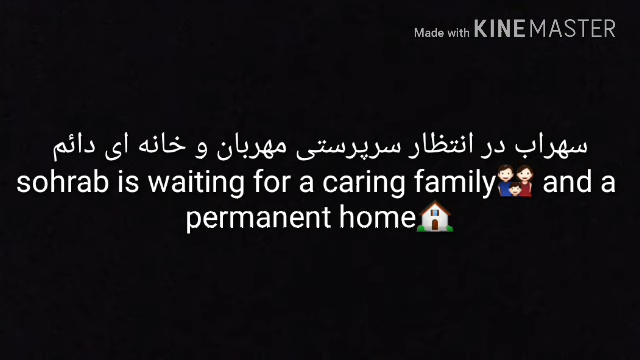 Made with KINEMASTER
سهراب در انتظار سرپرستی مهربان و خانه ای دائم
sohrab is waiting for a caring family👨‍👩‍👦 and a
permanent home🏠